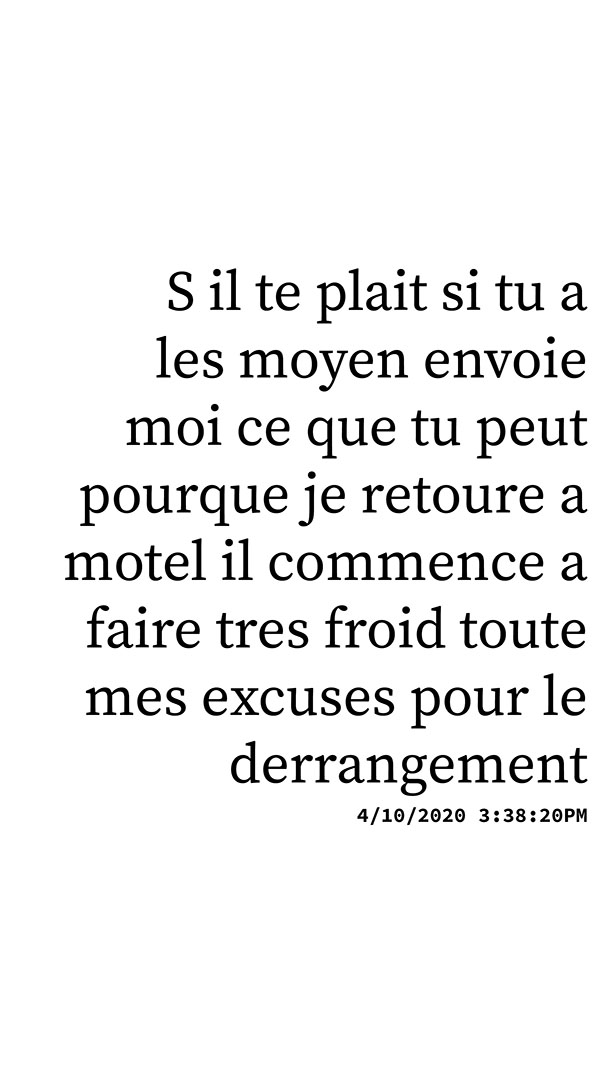 S il te plait si tu a
les moyen envoie
moi ce que tu peut
pourque je retoure a
motel il commence a
faire tres froid toute
mes excuses pour le
derrangement
4/10/2020 3:38:20PM